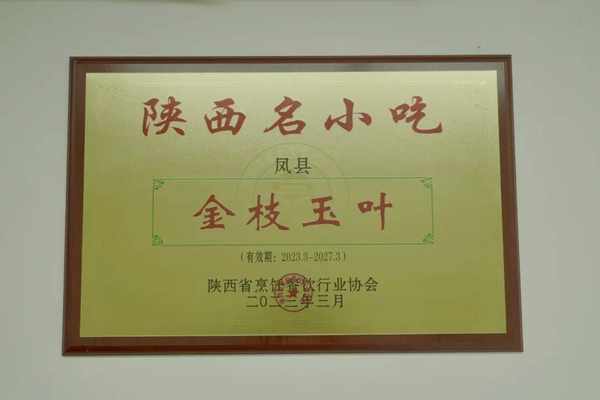 陕西名小吃
凤县
金枝玉叶
(有效期：2023.3-2027.3)
陕西省烹饪餐饮行业协会
二〇二三年三月